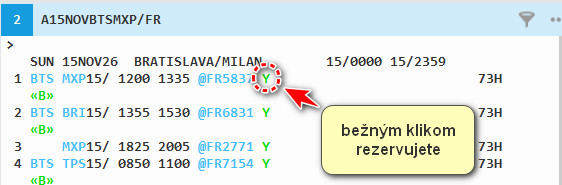 2 A15NOVBTSMXP/FR
>
SUN 15NOV26 BRATISLAVA/MILAN 15/0000 15/2359
1 BTS MXP15/ 1200 1335 @FR5837 Y 73H
«B»
2 BTS BRI15/ 1355 1530 @FR6831 Y 73H
«B»
3 MXP15/ 1825 2005 @FR2771 Y 73H
4 BTS TPS15/ 0850 1100 @FR7154 Y 73H
«B»
bežným klikom
rezervujete